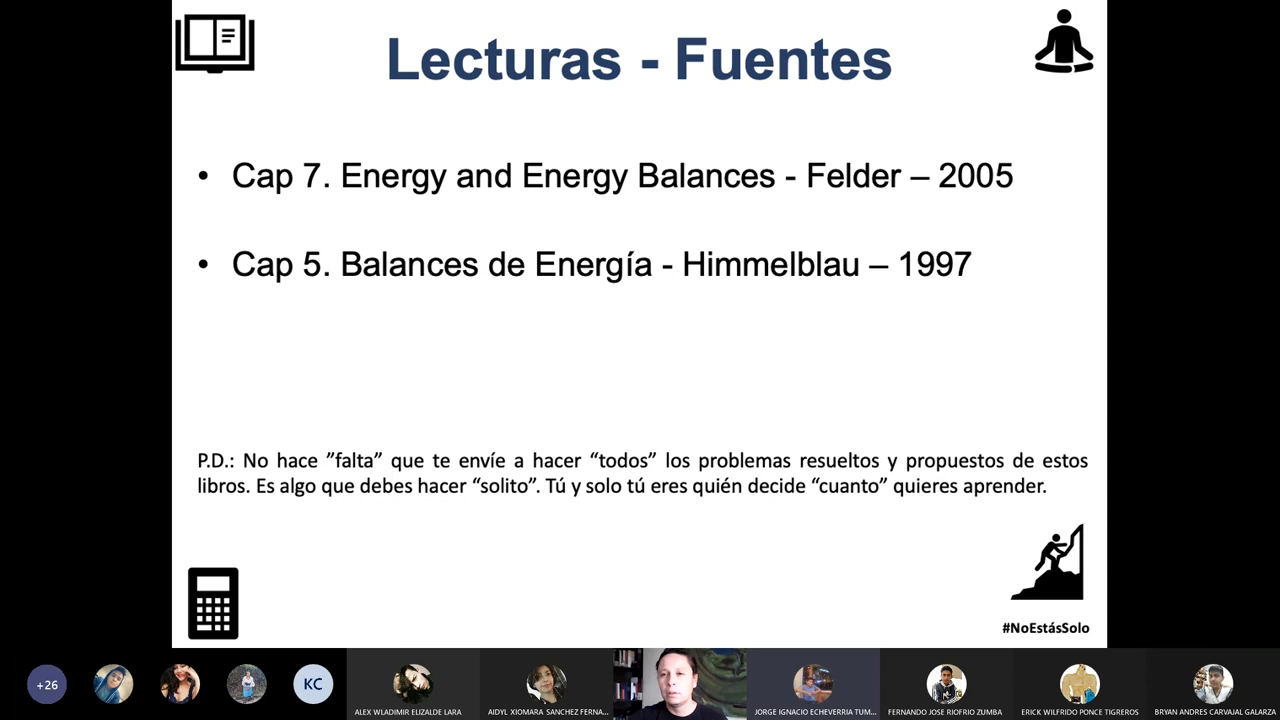 Lecturas - Fuentes
• Cap 7. Energy and Energy Balances - Felder – 2005
• Cap 5. Balances de Energía - Himmelblau – 1997
P.D.: No hace ”falta” que te envíe a hacer “todos” los problemas resueltos y propuestos de estos
libros. Es algo que debes hacer “solito”. Tú y solo tú eres quién decide “cuanto” quieres aprender.
#NoEstásSolo
+26
KC
ALEX WLADIMIR ELIZALDE LARA
AIDYL XIOMARA SANCHEZ FERNA...
JORGE IGNACIO ECHEVERRIA TUM...
FERNANDO JOSE RIOFRIO ZUMBA
ERICK WILFRIDO PONCE TIGREROS
BRYAN ANDRES CARVAJAL GALARZA